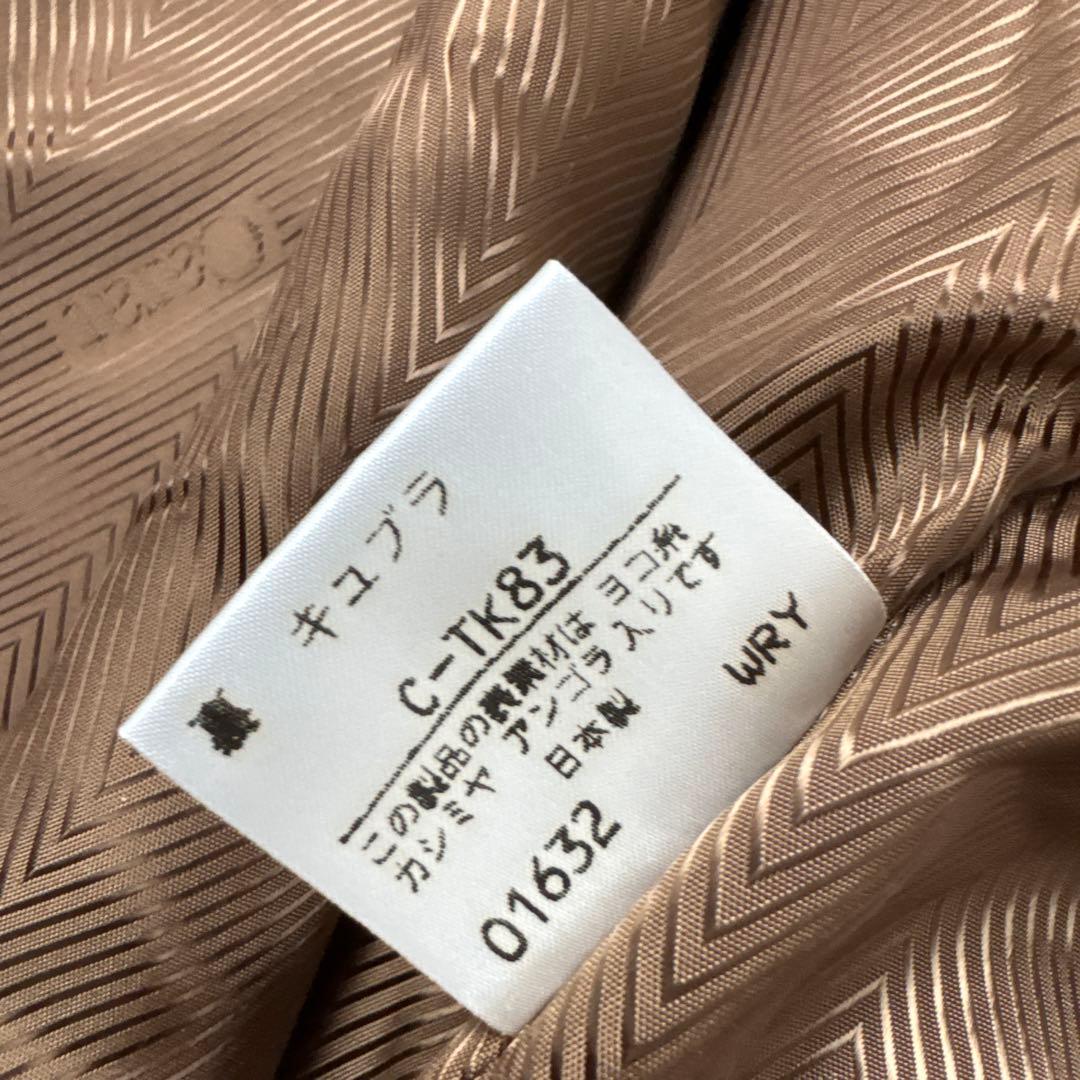 裏 キュプラ
C-TK83
この製品の表素材は ヨコ糸
カシミヤ アンゴラ入りです
日本製
01632 WRY